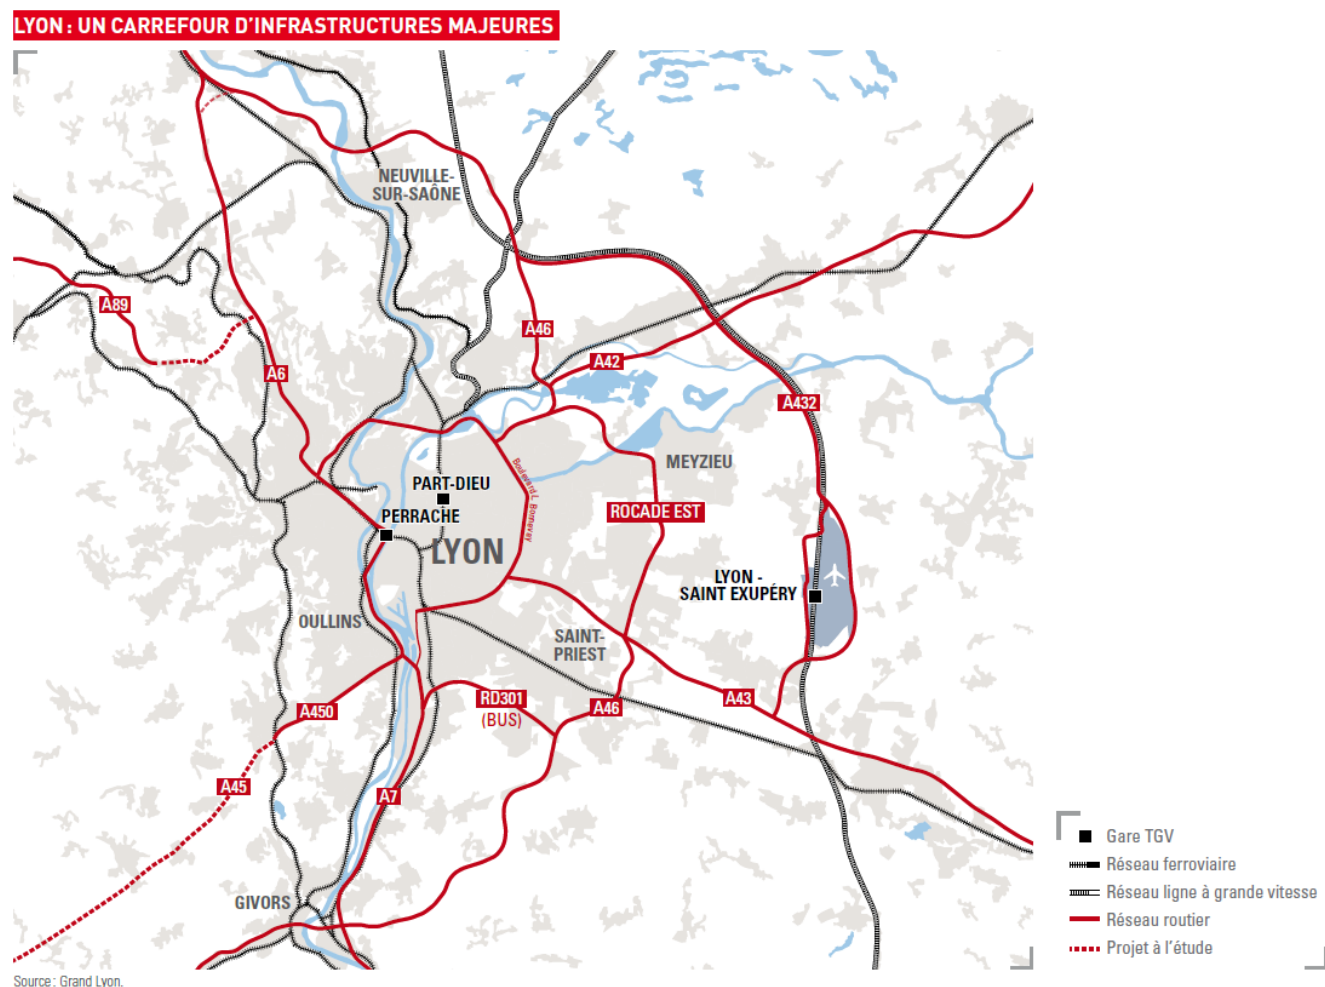 LYON : UN CARREFOUR D'INFRASTRUCTURES MAJEURES
NEUVILLE-
SUR-SAÔNE
A89
A46
A42
A6
A432
MEYZIEU
PART-DIEU
Boulevard L. Bonnevay
PERRACHE
ROCADE EST
LYON
LYON -
SAINT EXUPÉRY
OULLINS
SAINT-
PRIEST
RD301
(BUS)
A43
A46
A450
A45
A7
GIVORS
Gare TGV
Réseau ferroviaire
Réseau ligne à grande vitesse
Réseau routier
Projet à l'étude
Source : Grand Lyon.